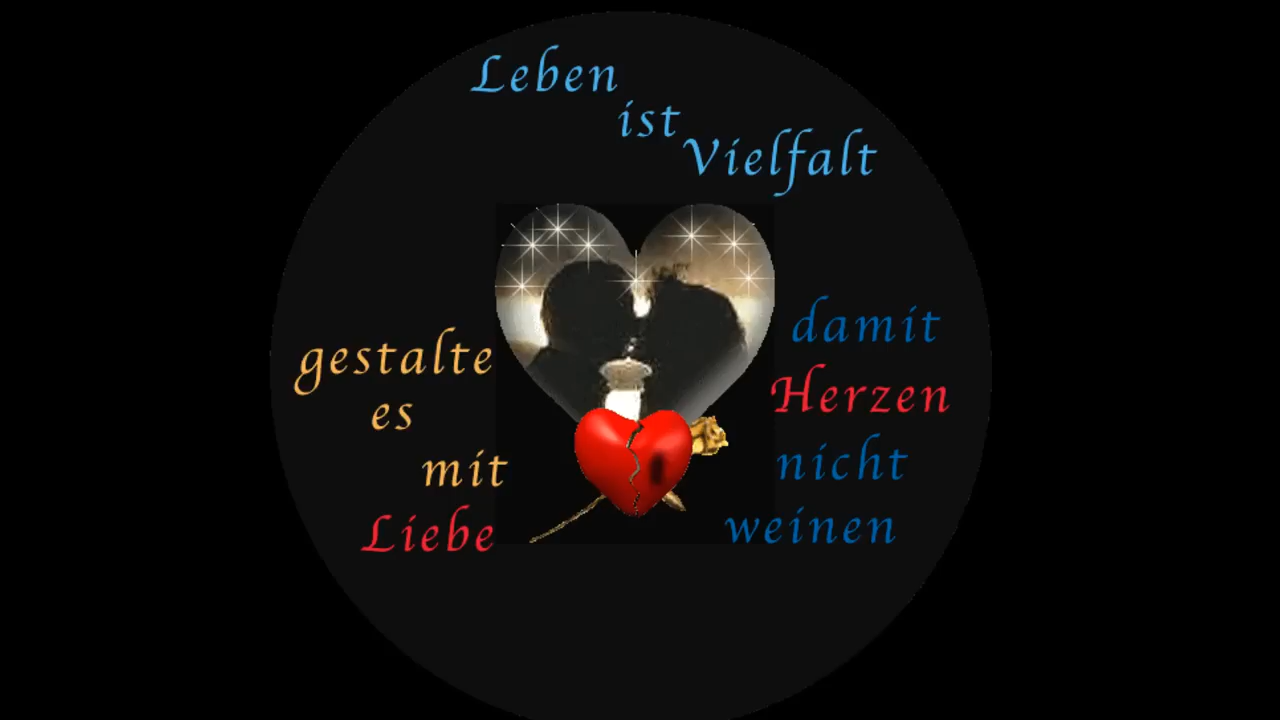 Leben
ist
Vielfalt
gestalte
es
mit
Liebe
damit
Herzen
nicht
weinen